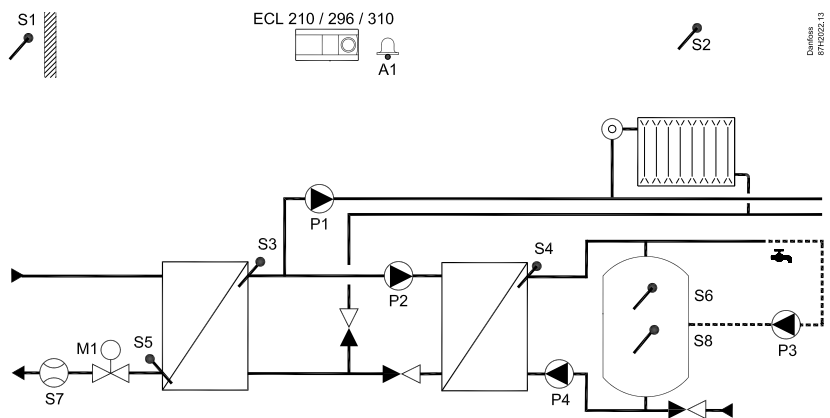 S1
ECL 210 / 296 / 310
A1
S2
Danfoss
87H2022.13
P1
S3
S4
P2
S6
S8
P3
M1
S5
S7
P4